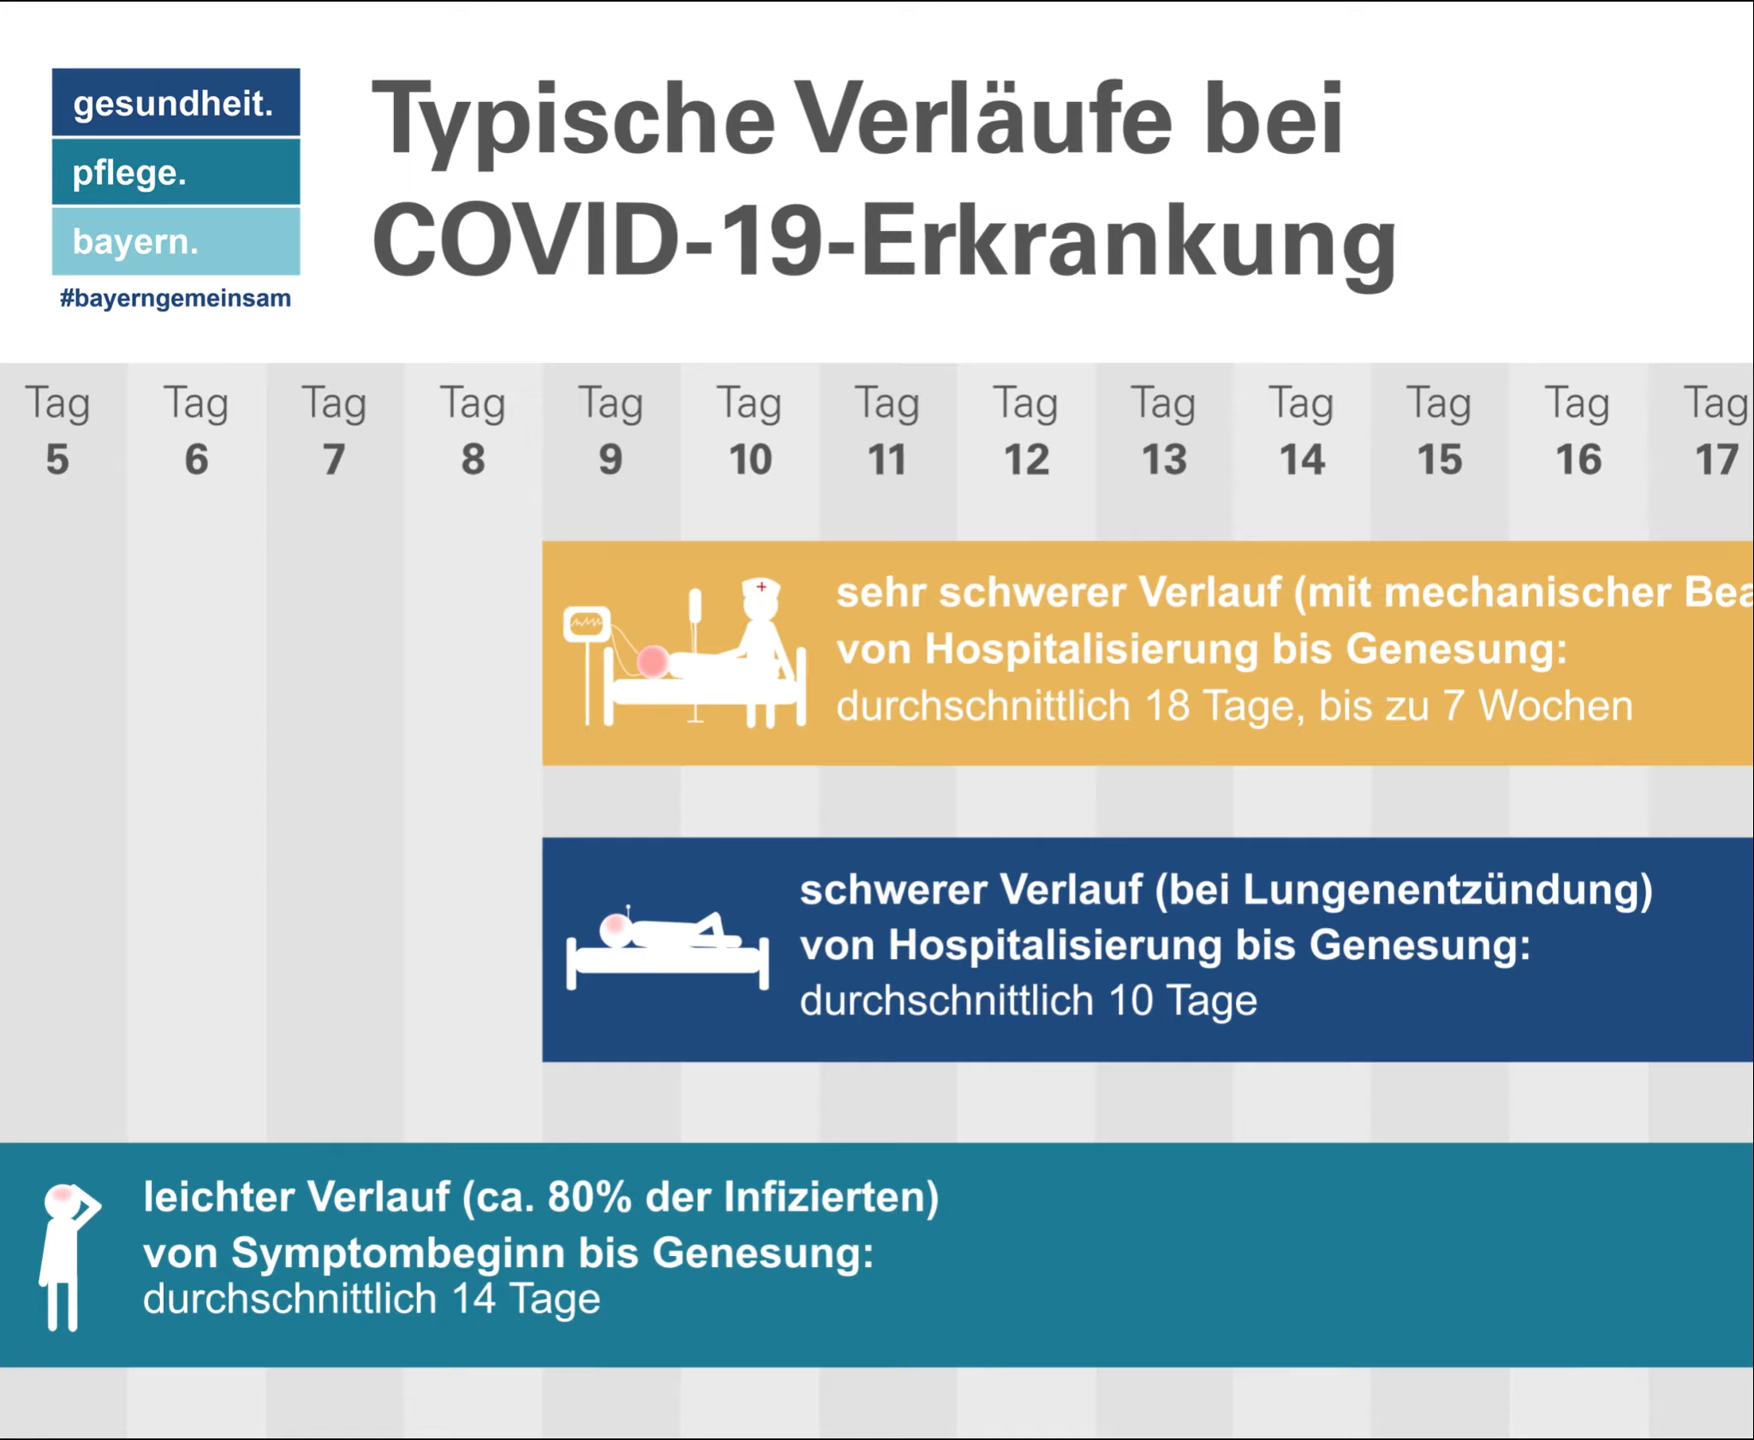 gesundheit.
pflege.
bayern.
#bayerngemeinsam
Typische Verläufe bei
COVID-19-Erkrankung
Tag Tag Tag Tag Tag Tag Tag Tag Tag Tag Tag Tag Tag
5 6 7 8 9 10 11 12 13 14 15 16 17
sehr schwerer Verlauf (mit mechanischer Bea
von Hospitalisierung bis Genesung:
durchschnittlich 18 Tage, bis zu 7 Wochen
schwerer Verlauf (bei Lungenentzündung)
von Hospitalisierung bis Genesung:
durchschnittlich 10 Tage
leichter Verlauf (ca. 80% der Infizierten)
von Symptombeginn bis Genesung:
durchschnittlich 14 Tage